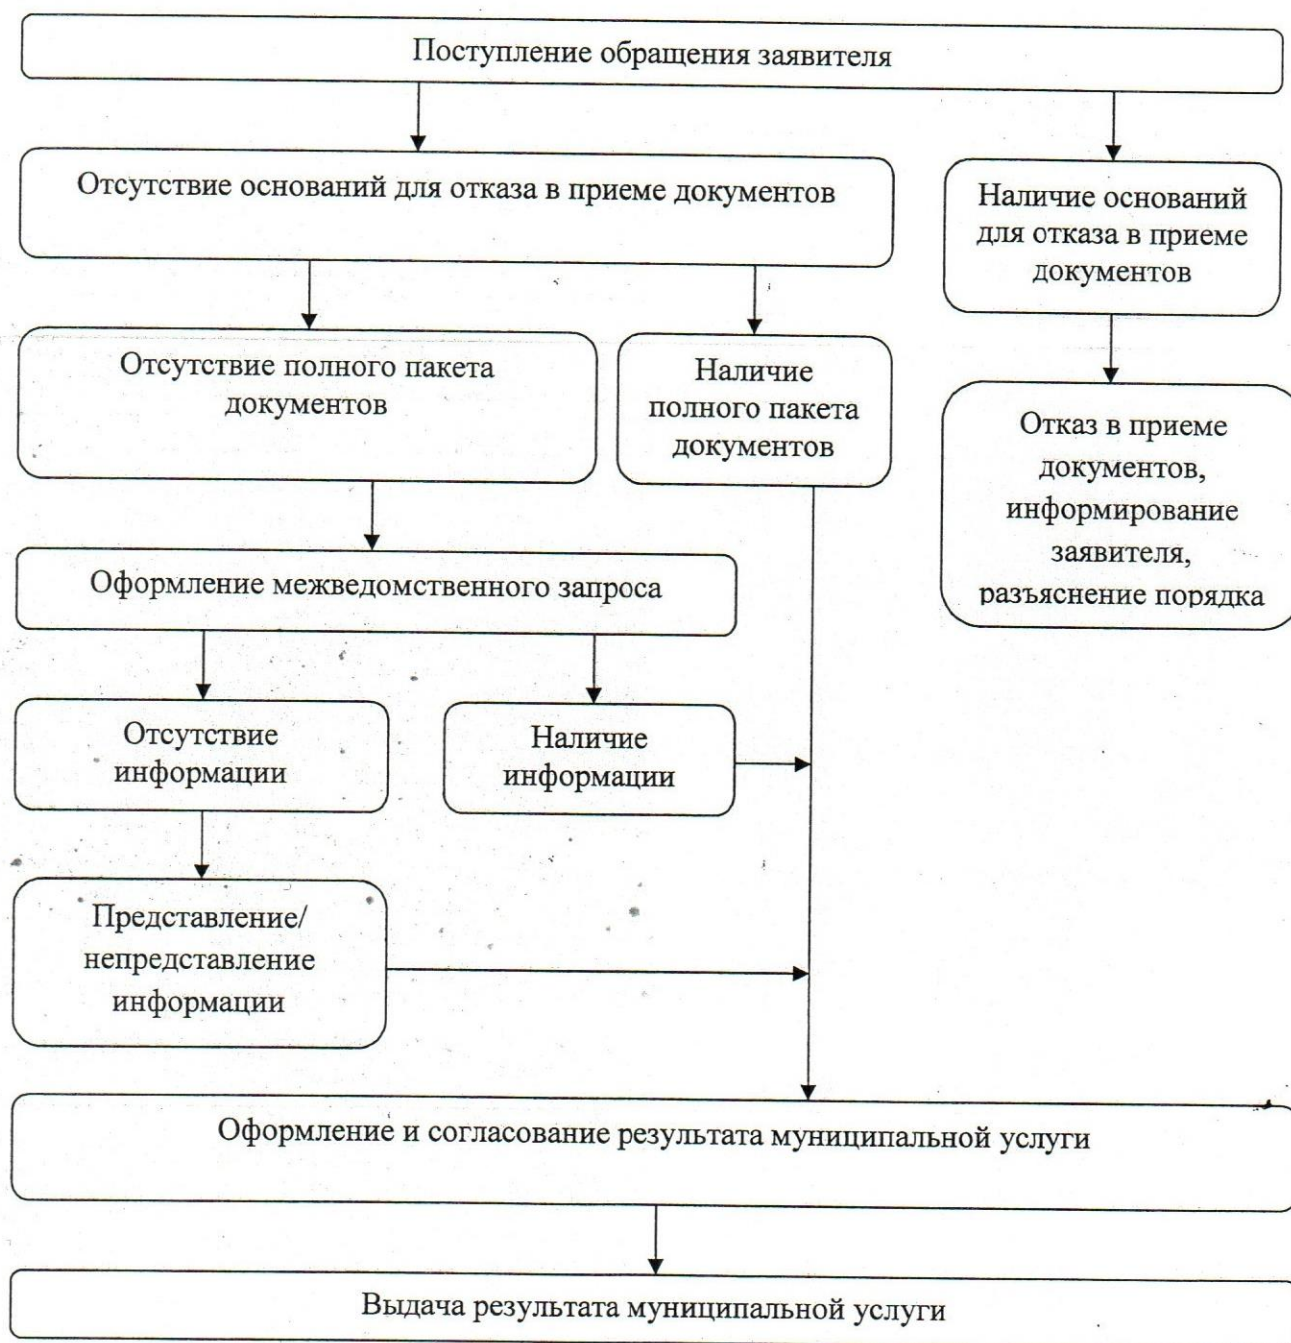 Поступление обращения заявителя
Отсутствие оснований для отказа в приеме документов
Наличие оснований
для отказа в приеме
документов
Отсутствие полного пакета
документов
Наличие
полного пакета
документов
Отказ в приеме
документов,
информирование
заявителя,
разъяснение порядка
Оформление межведомственного запроса
Отсутствие
информации
Наличие
информации
Представление/
непредставление
информации
Оформление и согласование результата муниципальной услуги
Выдача результата муниципальной услуги